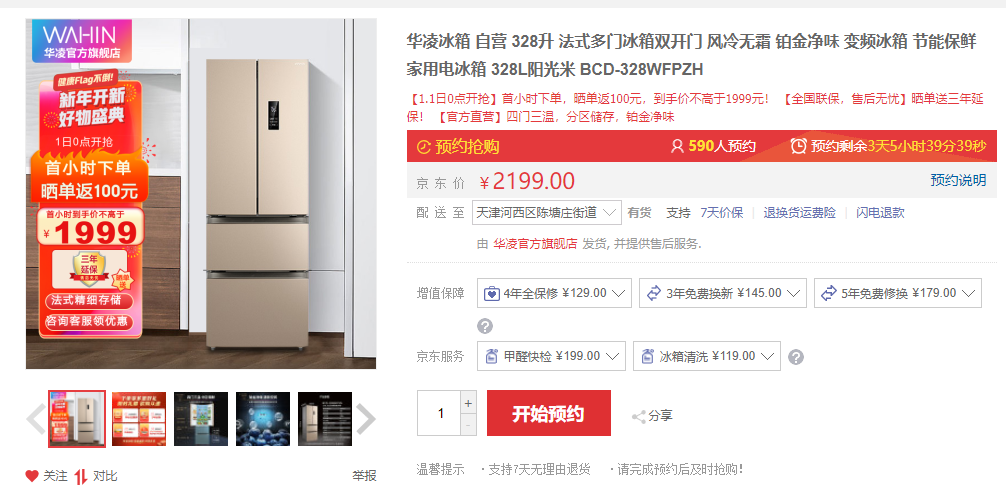 WAHIN
华凌官方旗舰店
健康Flag不倒!
新年开新
好物盛典
1日0点开抢
首小时下单
晒单返100元
首小时到手价不高于
¥1999
三年
延保
晒单
送
法式精细存储
咨询客服领优惠
关注
对比
举报
华凌冰箱 自营 328升 法式多门冰箱双开门 风冷无霜 铂金净味 变频冰箱 节能保鲜
家用电冰箱 328L阳光米 BCD-328WFPZH
【1.1日0点开抢】首小时下单，晒单返100元，到手价不高于1999元！ 【全国联保，售后无忧】晒单送三年延
保！ 【官方直营】四门三温，分区储存，铂金净味
预约抢购 590人预约 预约剩余3天5小时39分39秒
京东价 ¥2199.00 预约说明
配送至 天津河西区陈塘庄街道 有货 支持 7天价保 退换货运费险 闪电退款
由 华凌官方旗舰店 发货, 并提供售后服务.
增值保障 4年全保修 ¥129.00 3年免费换新 ¥145.00 5年免费修换 ¥179.00
?
京东服务 甲醛快检 ¥199.00 冰箱清洗 ¥119.00 ?
1 + -
开始预约 分享
温馨提示 ·支持7天无理由退货 ·请完成预约后及时抢购!